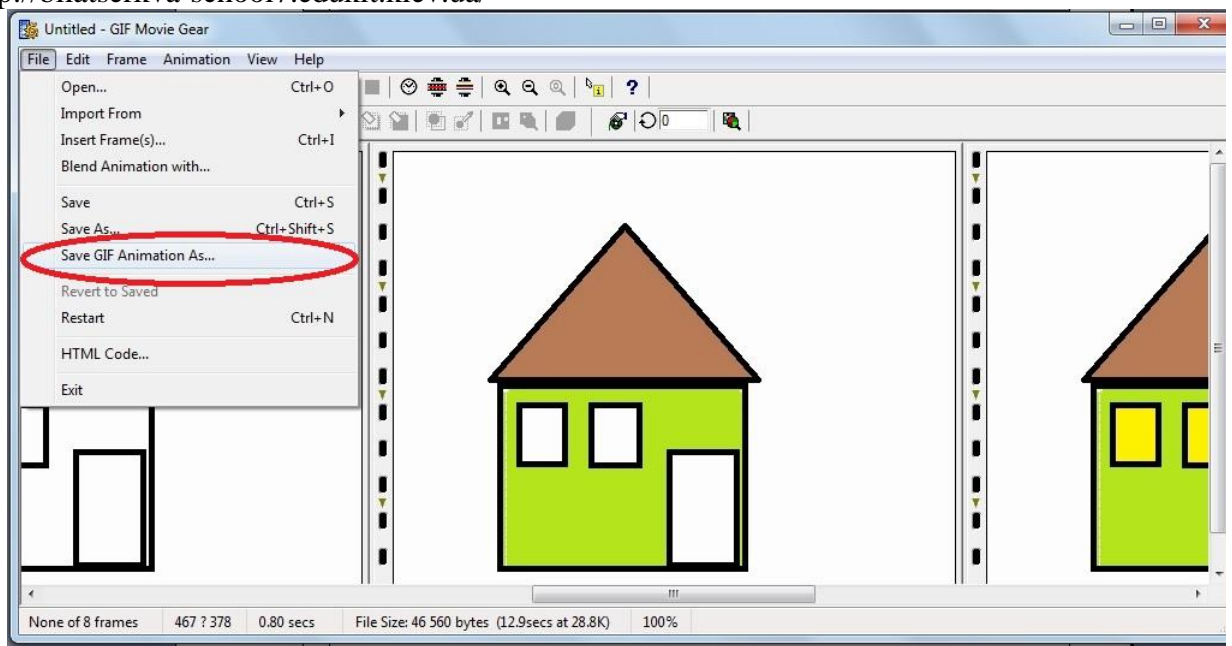 Untitled - GIF Movie Gear
File Edit Frame Animation View Help
Open... Ctrl+O
Import From
Insert Frame(s)... Ctrl+I
Blend Animation with...
Save Ctrl+S
Save As... Ctrl+Shift+S
Save GIF Animation As...
Revert to Saved
Restart Ctrl+N
HTML Code...
Exit
0
None of 8 frames 467 ? 378 0.80 secs File Size: 46 560 bytes (12.9secs at 28.8K) 100%